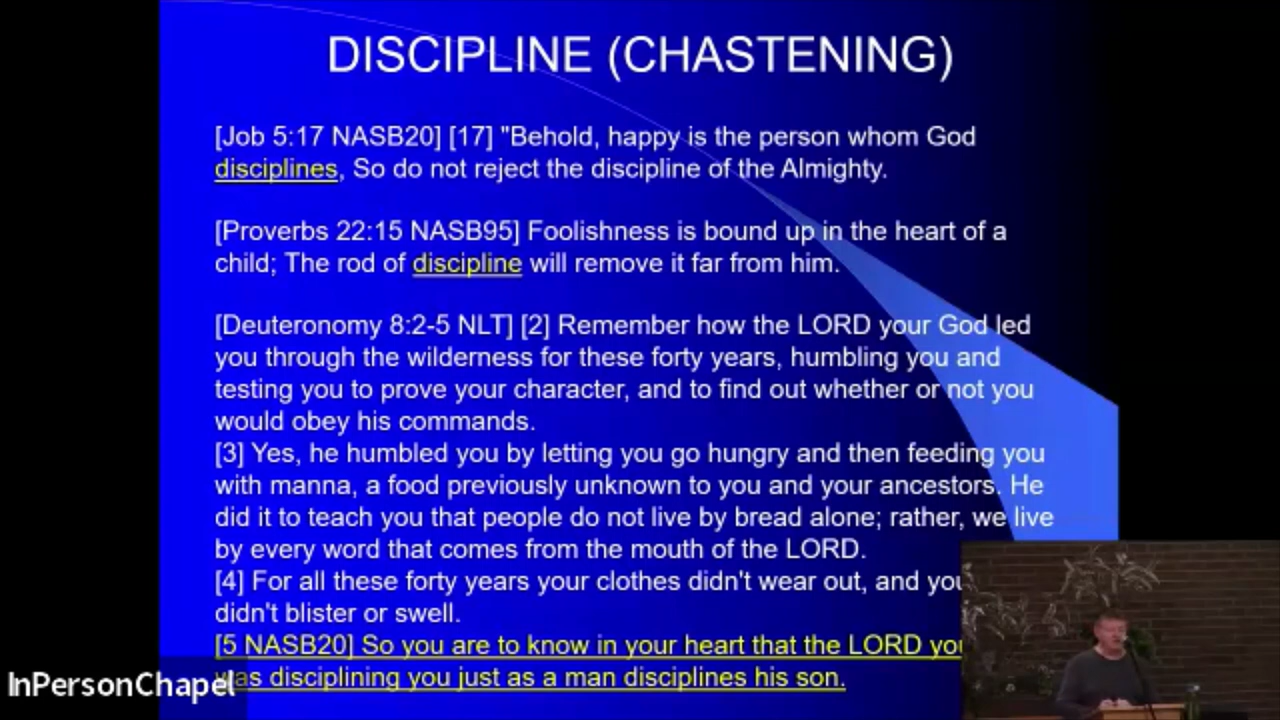 DISCIPLINE (CHASTENING)
[Job 5:17 NASB20] [17] "Behold, happy is the person whom God
disciplines, So do not reject the discipline of the Almighty.
[Proverbs 22:15 NASB95] Foolishness is bound up in the heart of a
child; The rod of discipline will remove it far from him.
[Deuteronomy 8:2-5 NLT] [2] Remember how the LORD your God led
you through the wilderness for these forty years, humbling you and
testing you to prove your character, and to find out whether or not you
would obey his commands.
[3] Yes, he humbled you by letting you go hungry and then feeding you
with manna, a food previously unknown to you and your ancestors. He
did it to teach you that people do not live by bread alone; rather, we live
by every word that comes from the mouth of the LORD.
[4] For all these forty years your clothes didn't wear out, and you
didn't blister or swell.
[5 NASB20] So you are to know in your heart that the LORD you
was disciplining you just as a man disciplines his son.
InPersonChapel